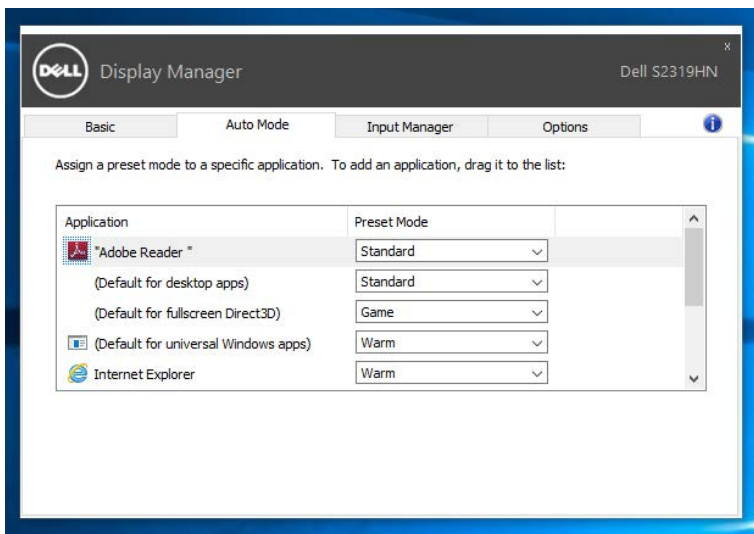 DELL Display Manager
x
Dell S2319HN
Basic Auto Mode Input Manager Options
Assign a preset mode to a specific application. To add an application, drag it to the list:
Application Preset Mode
"Adobe Reader " Standard
(Default for desktop apps) Standard
(Default for fullscreen Direct3D) Game
(Default for universal Windows apps) Warm
Internet Explorer Warm